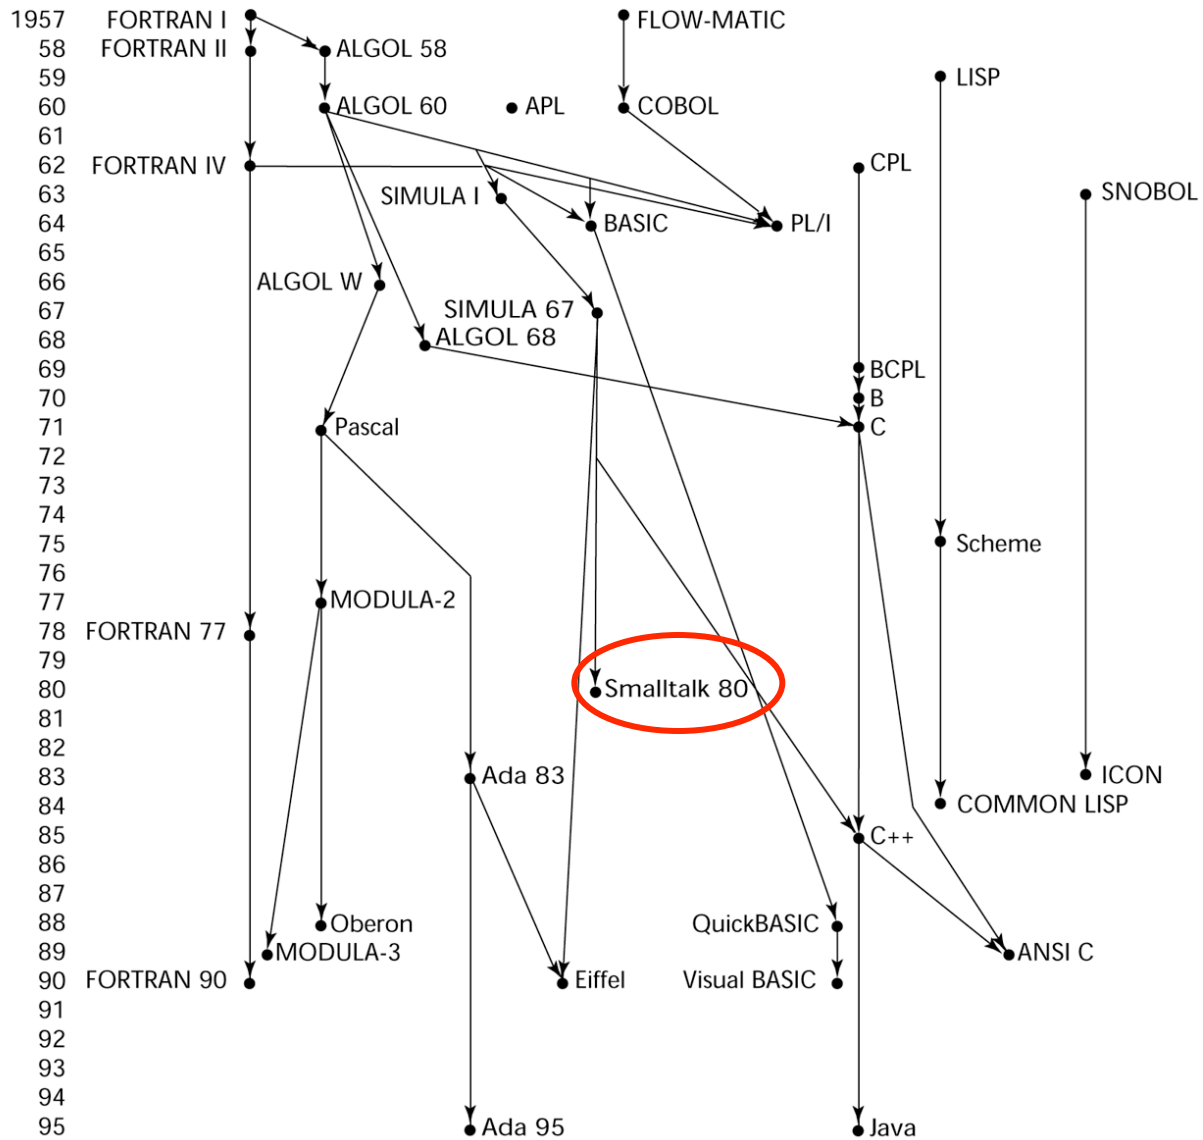 1957 FORTRAN I FLOW-MATIC
58 FORTRAN II ALGOL 58
59 LISP
60 ALGOL 60 APL COBOL
61
62 FORTRAN IV CPL
63 SIMULA I SNOBOL
64 BASIC PL/I
65
66 ALGOL W
67 SIMULA 67
68 ALGOL 68
69 BCPL
70 B
71 Pascal C
72
73
74
75 Scheme
76
77 MODULA-2
78 FORTRAN 77
79
80 Smalltalk 80
81
82
83 Ada 83 ICON
84 COMMON LISP
85 C++
86
87
88 Oberon QuickBASIC
89 MODULA-3 ANSI C
90 FORTRAN 90 Eiffel Visual BASIC
91
92
93
94
95 Ada 95 Java